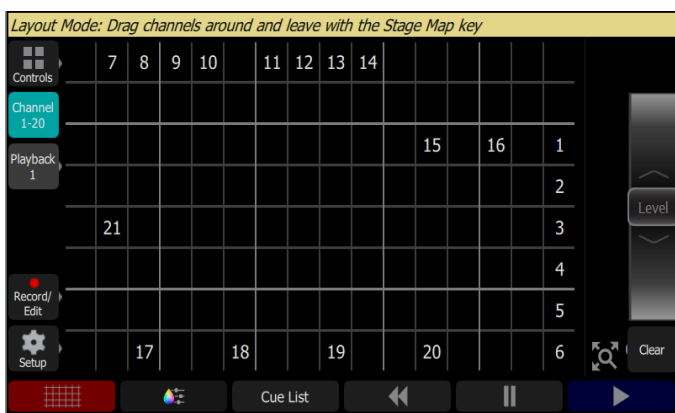 Layout Mode: Drag channels around and leave with the Stage Map key
Controls
7 8 9 10 11 12 13 14
Channel
1-20
15 16 1
Playback
1
2
Level
21 3
4
Record/
Edit
5
Setup
17 18 19 20 6
Clear
Cue List